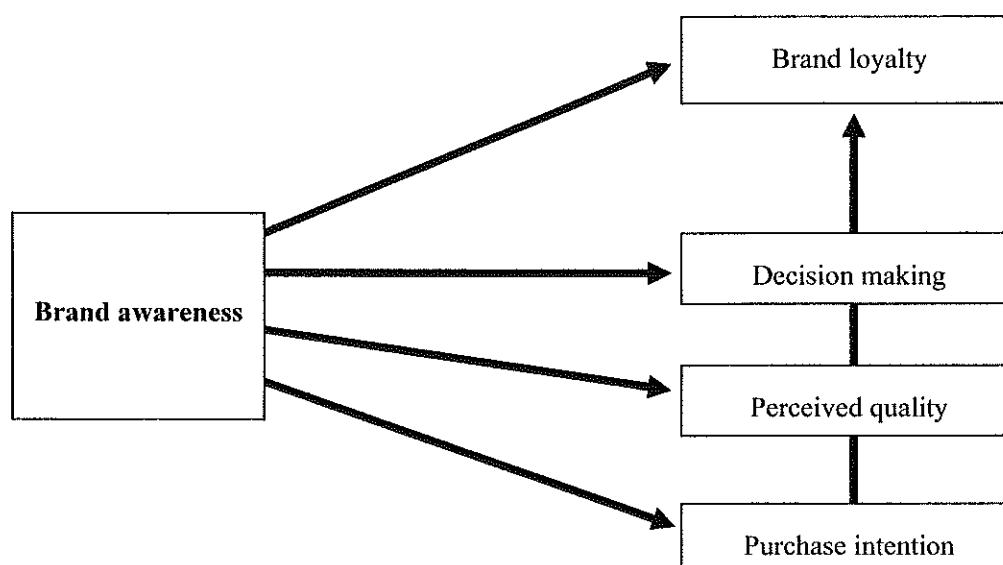 Brand loyalty
Brand awareness
Decision making
Perceived quality
Purchase intention